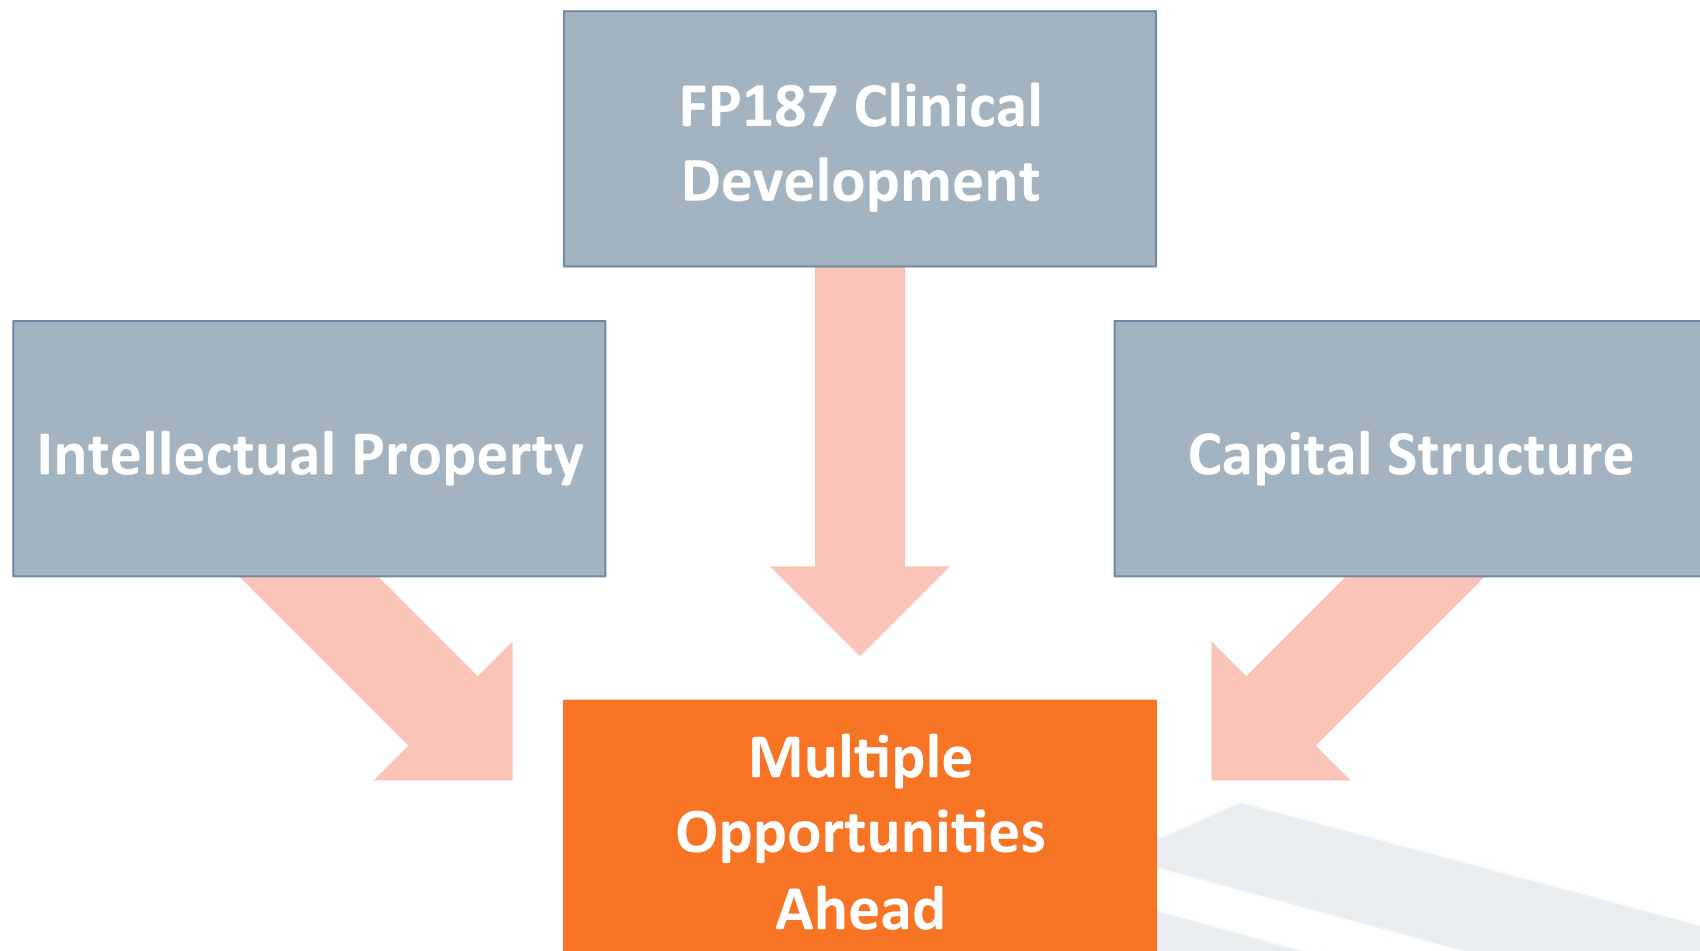 FP187 Clinical
Development
Intellectual Property
Capital Structure
Multiple
Opportunities
Ahead